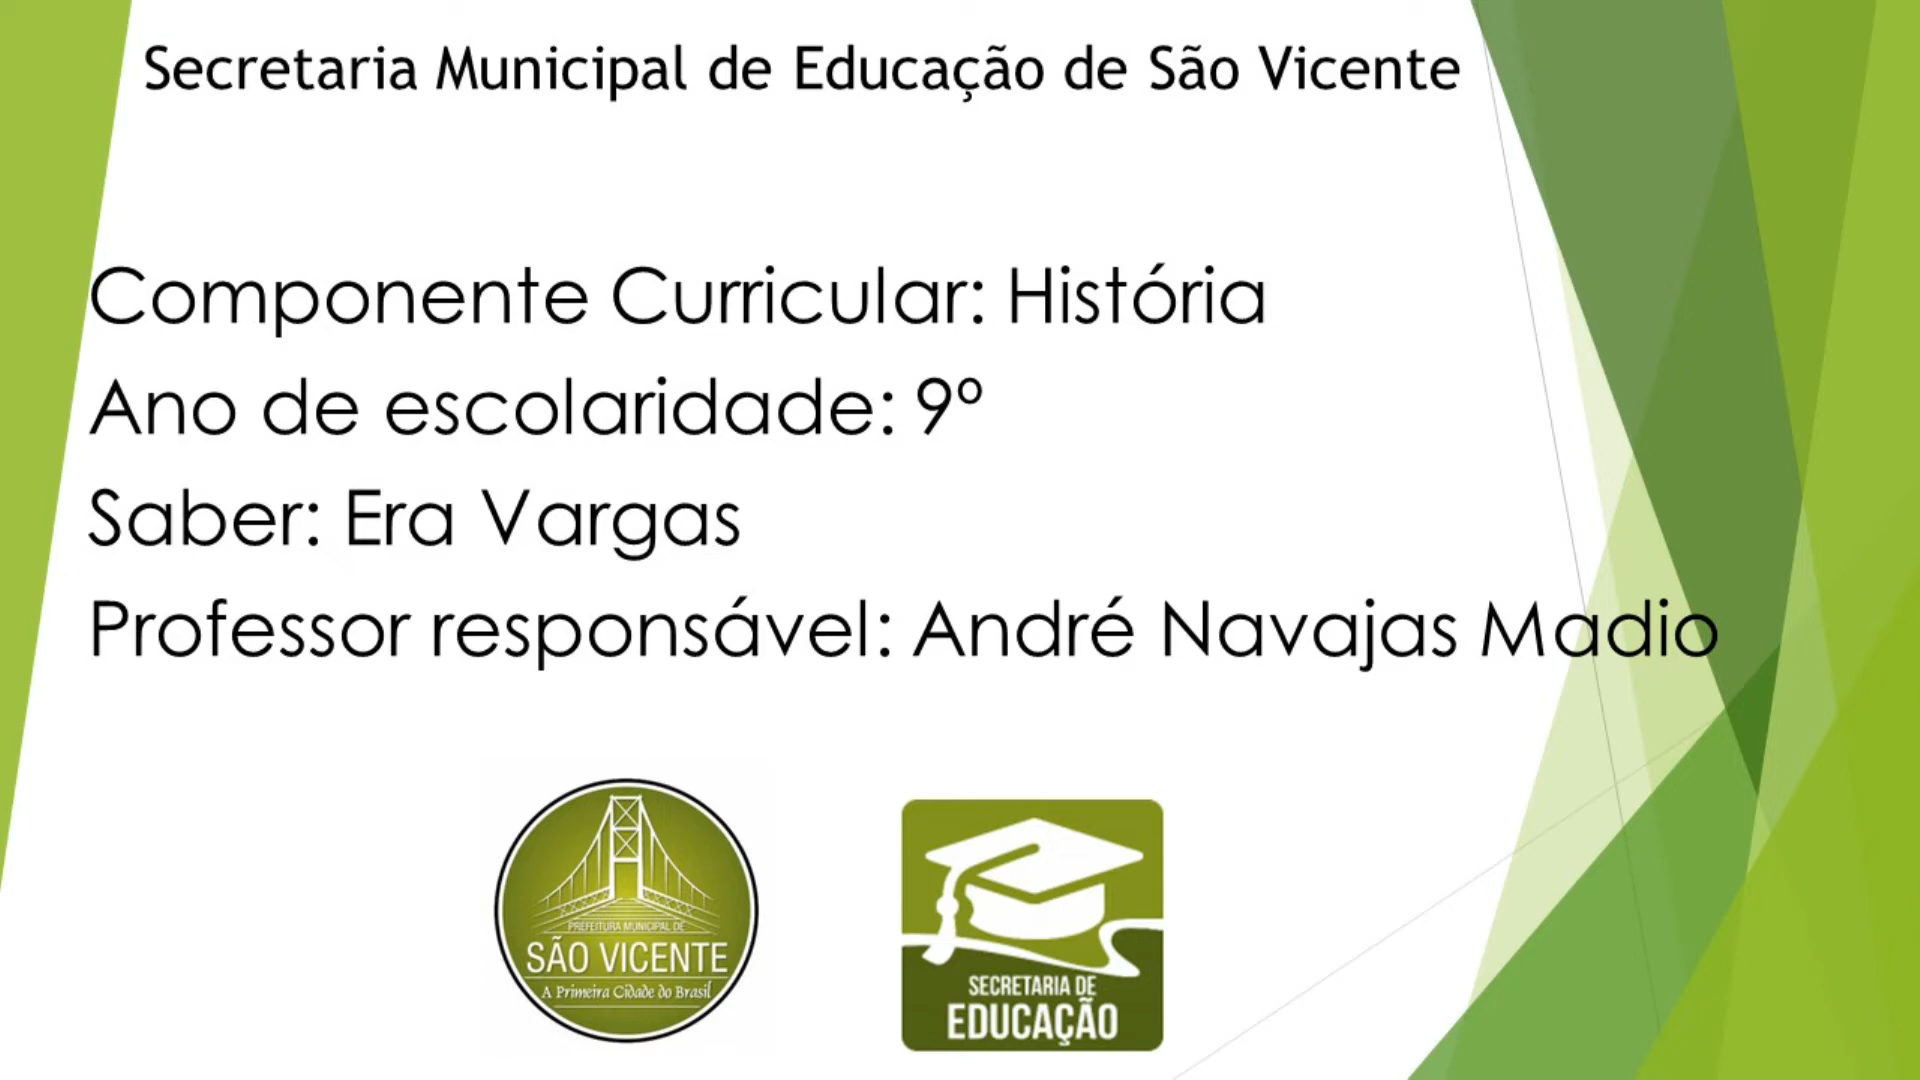 Secretaria Municipal de Educação de São Vicente
Componente Curricular: História
Ano de escolaridade: 9º
Saber: Era Vargas
Professor responsável: André Navajas Madio
PREFEITURA MUNICIPAL DE
SÃO VICENTE
A Primeira Cidade do Brasil
SECRETARIA DE
EDUCAÇÃO